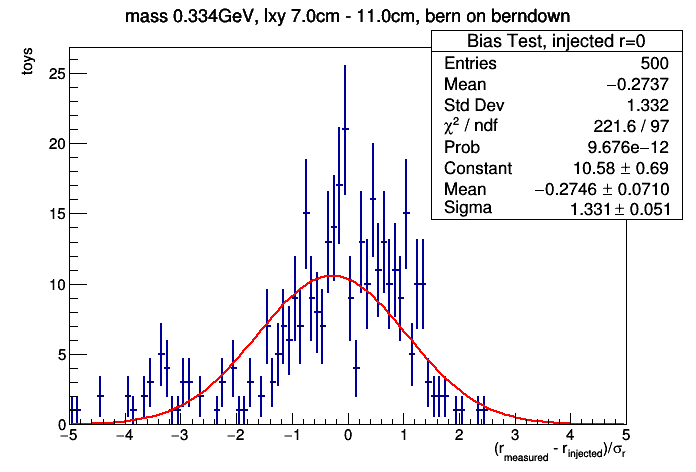 mass 0.334GeV, lxy 7.0cm - 11.0cm, bern on berndown
Bias Test, injected r=0
Entries 500
Mean −0.2737
Std Dev 1.332
χ² / ndf 221.6 / 97
Prob 9.676e−12
Constant 10.58 ± 0.69
Mean −0.2746 ± 0.0710
Sigma 1.331 ± 0.051
toys
25
20
15
10
5
0
−5 −4 −3 −2 −1 0 1 2 3 4 5
(r_measured - r_injected)/σ_r